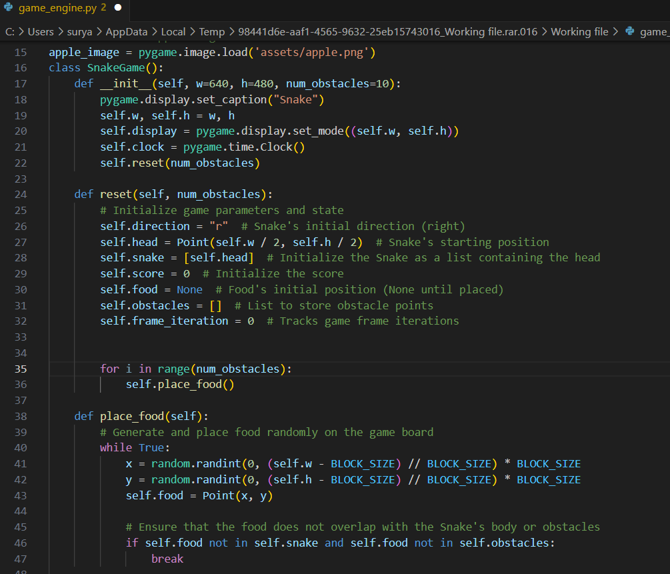 game_engine.py 2
C: > Users > surya > AppData > Local > Temp > 98441d6e-aaf1-4565-9632-25eb15743016_Working file.rar.016 > Working file > game_
15 apple_image = pygame.image.load('assets/apple.png')
16 class SnakeGame():
17     def __init__(self, w=640, h=480, num_obstacles=10):
18         pygame.display.set_caption("Snake")
19         self.w, self.h = w, h
20         self.display = pygame.display.set_mode((self.w, self.h))
21         self.clock = pygame.time.Clock()
22         self.reset(num_obstacles)
23
24     def reset(self, num_obstacles):
25         # Initialize game parameters and state
26         self.direction = "r"  # Snake's initial direction (right)
27         self.head = Point(self.w / 2, self.h / 2)  # Snake's starting position
28         self.snake = [self.head]  # Initialize the Snake as a list containing the head
29         self.score = 0  # Initialize the score
30         self.food = None  # Food's initial position (None until placed)
31         self.obstacles = []  # List to store obstacle points
32         self.frame_iteration = 0  # Tracks game frame iterations
33
34
35         for i in range(num_obstacles):
36             self.place_food()
37
38     def place_food(self):
39         # Generate and place food randomly on the game board
40         while True:
41             x = random.randint(0, (self.w - BLOCK_SIZE) // BLOCK_SIZE) * BLOCK_SIZE
42             y = random.randint(0, (self.h - BLOCK_SIZE) // BLOCK_SIZE) * BLOCK_SIZE
43             self.food = Point(x, y)
44
45             # Ensure that the food does not overlap with the Snake's body or obstacles
46             if self.food not in self.snake and self.food not in self.obstacles:
47                 break